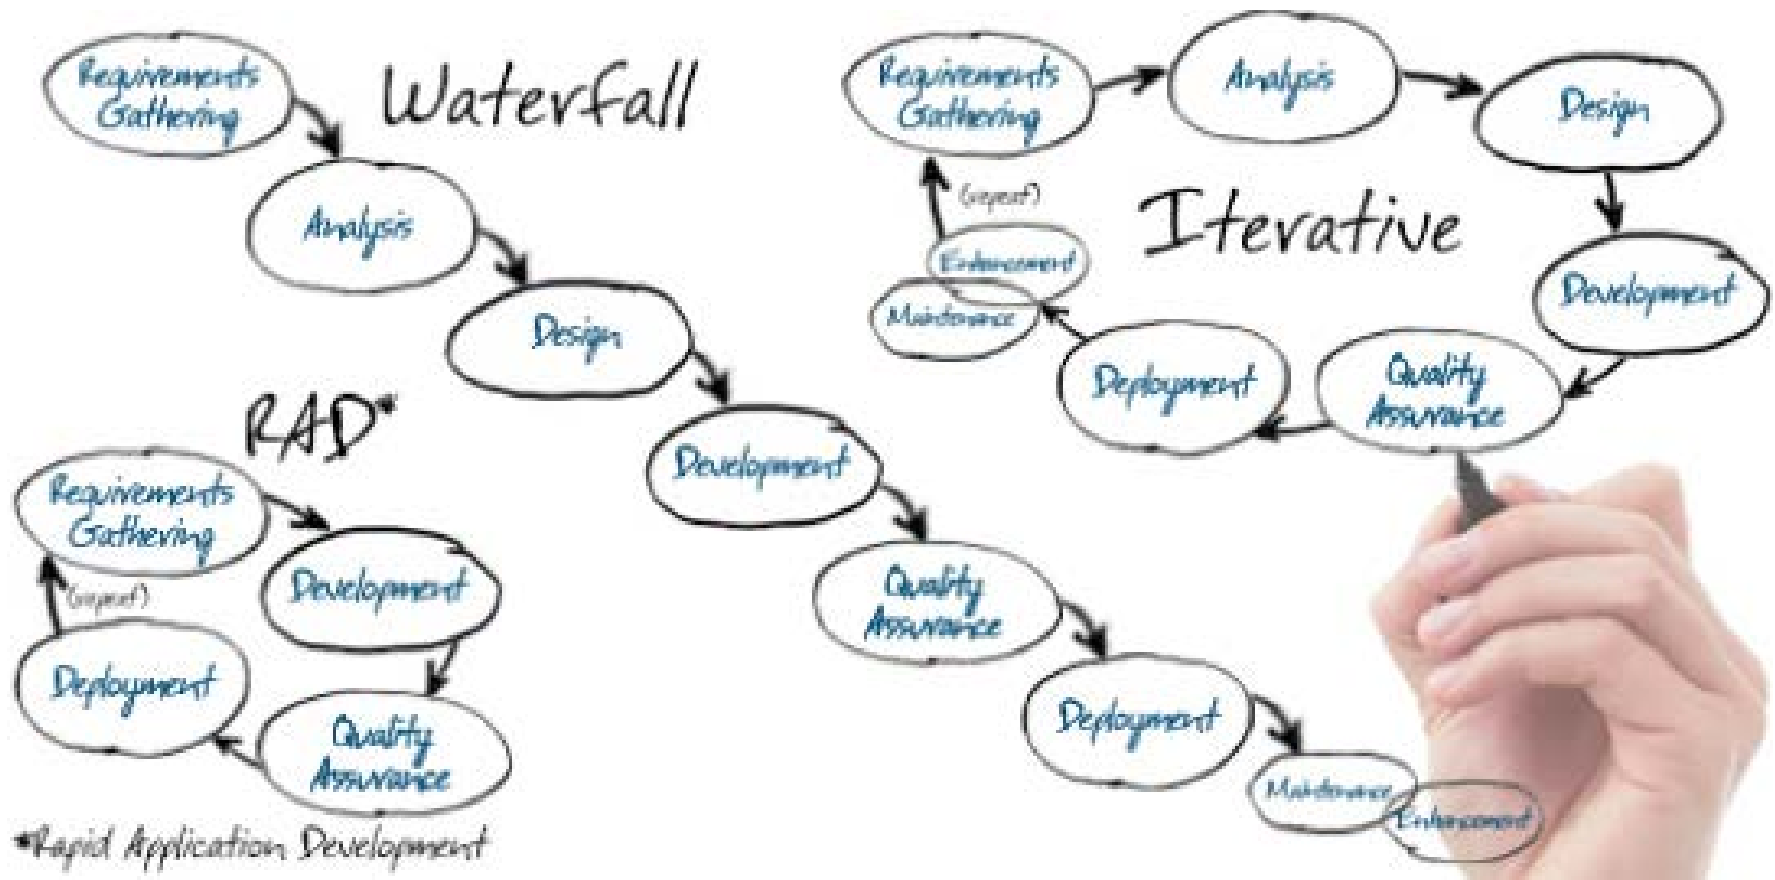 Waterfall
Requirements
Gathering
Analysis
Design
Development
Quality
Assurance
Deployment
Maintenance
Enhancement
Iterative
Requirements
Gathering
Analysis
Design
Development
Quality
Assurance
Deployment
Maintenance
Enhancement
(repeat)
RAD*
Requirements
Gathering
Development
Quality
Assurance
Deployment
(repeat)
*Rapid Application Development